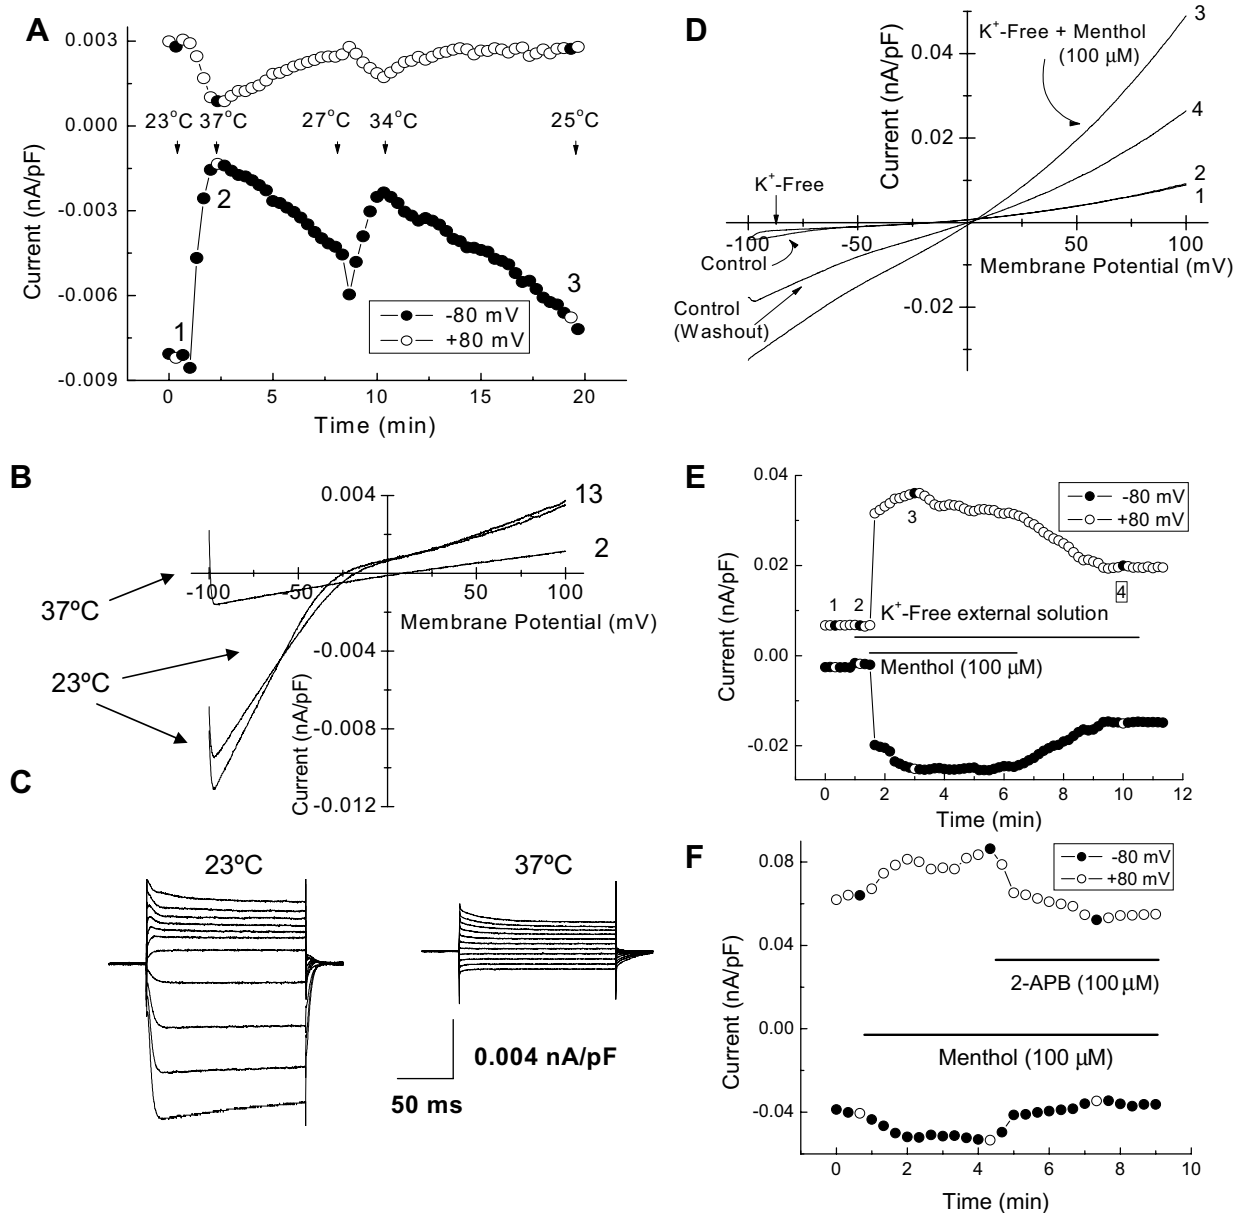 A
Current (nA/pF)
0.003
0.000
-0.003
-0.006
-0.009
23°C
37°C
27°C
34°C
25°C
1
2
3
-80 mV
+80 mV
0
5
10
15
20
Time (min)
B
0.004
13
2
-100
-50
0
50
100
Membrane Potential (mV)
37ºC
23ºC
-0.004
-0.008
-0.012
Current (nA/pF)
C
23ºC
37ºC
0.004 nA/pF
50 ms
D
Current (nA/pF)
0.04
0.02
-0.02
K⁺-Free + Menthol
(100 µM)
3
4
2
1
K⁺-Free
-100
-50
0
50
100
Control
Membrane Potential (mV)
Control
(Washout)
E
Current (nA/pF)
0.04
0.02
0.00
-0.02
-80 mV
+80 mV
3
1
2
4
K⁺-Free external solution
Menthol (100 µM)
0
2
4
6
8
10
12
Time (min)
F
Current (nA/pF)
0.08
0.04
0.00
-0.04
-80 mV
+80 mV
2-APB (100 µM)
Menthol (100 µM)
0
2
4
6
8
10
Time (min)